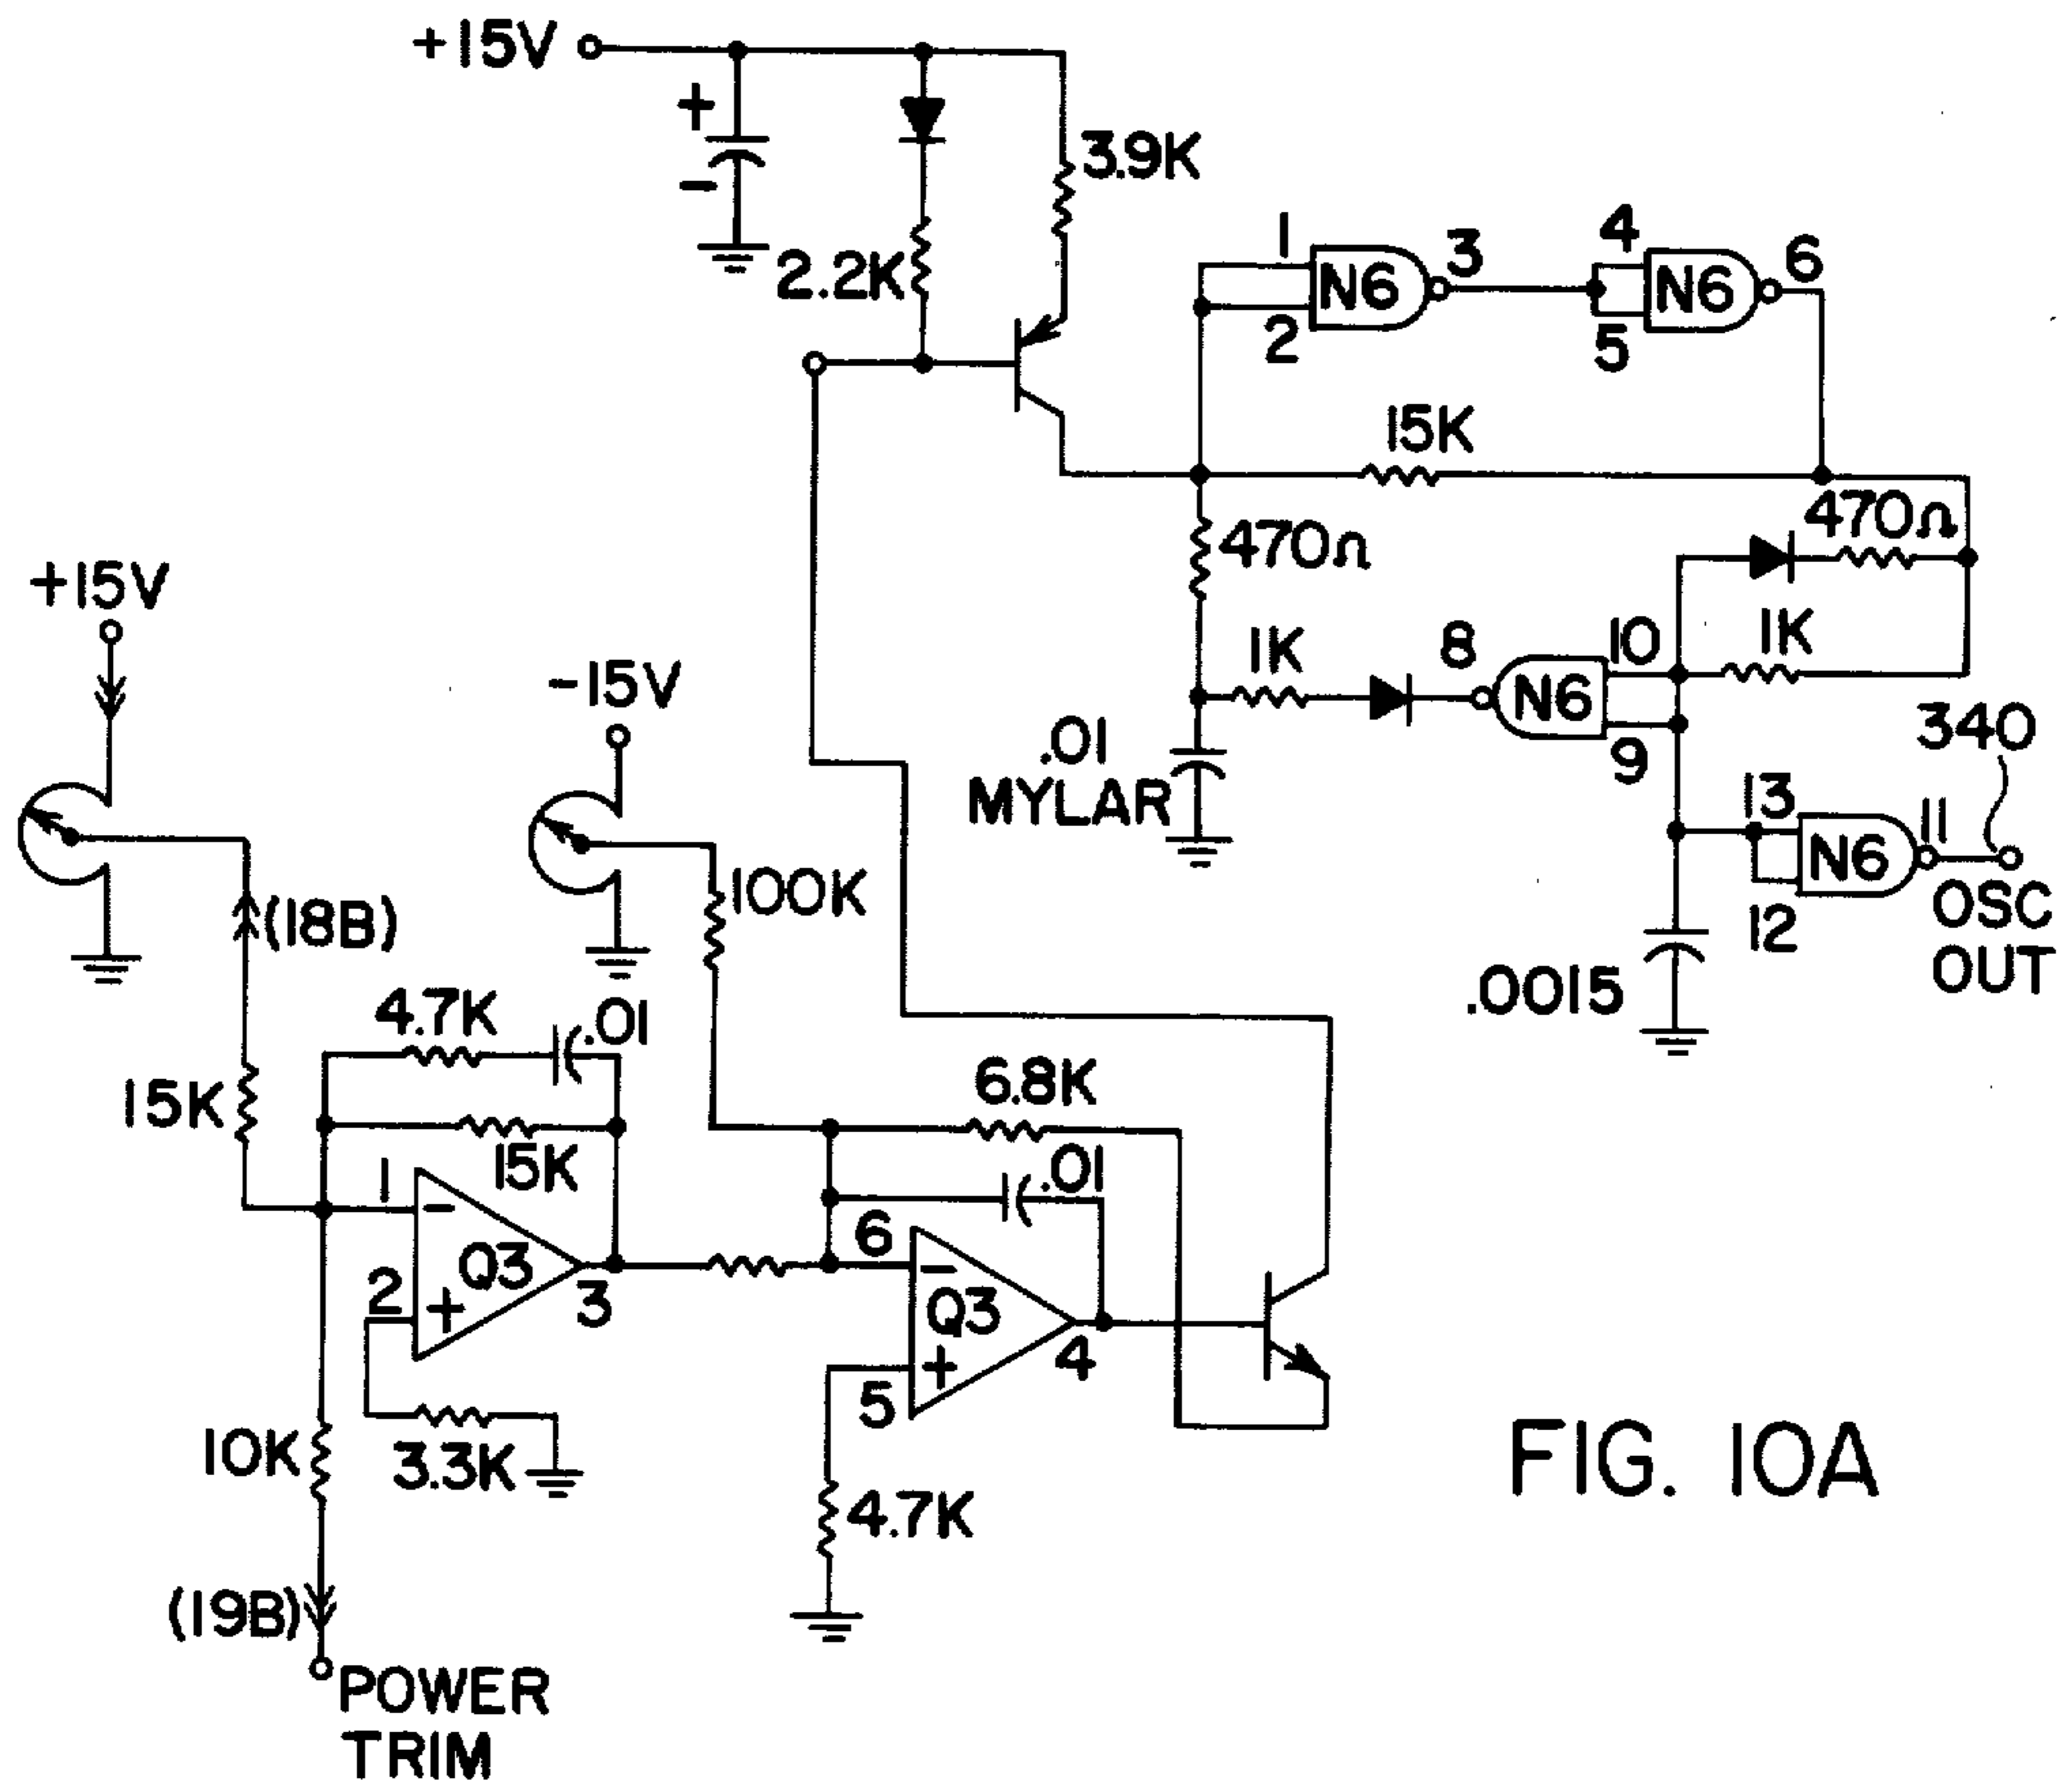 +15V
+
-
3.9K
2.2K
1
2
N6
3
4
5
N6
6
15K
470Ω
470Ω
1K
1K
8
N6
10
9
.01
MYLAR
340
13
12
N6
11
OSC
OUT
.0015
+15V
-15V
(18B)
100K
4.7K
.01
15K
15K
6.8K
.01
1
-
Q3
2
+
3
6
-
Q3
5
+
4
10K
3.3K
4.7K
(19B)
POWER
TRIM
FIG. 10A